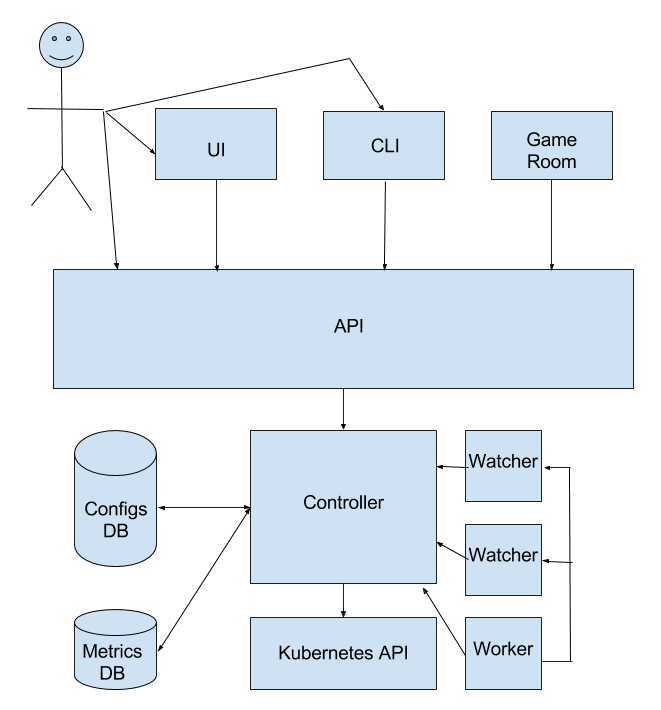 UI
CLI
Game
Room
API
Configs
DB
Controller
Watcher
Watcher
Metrics
DB
Kubernetes API
Worker